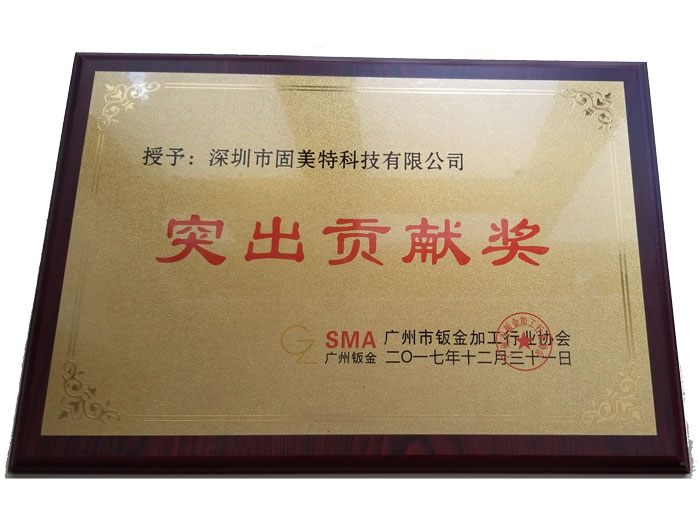 授予：深圳市固美特科技有限公司
突出贡献奖
GZ SMA 广州市钣金加工行业协会
广州钣金 二〇一七年十二月三十一日